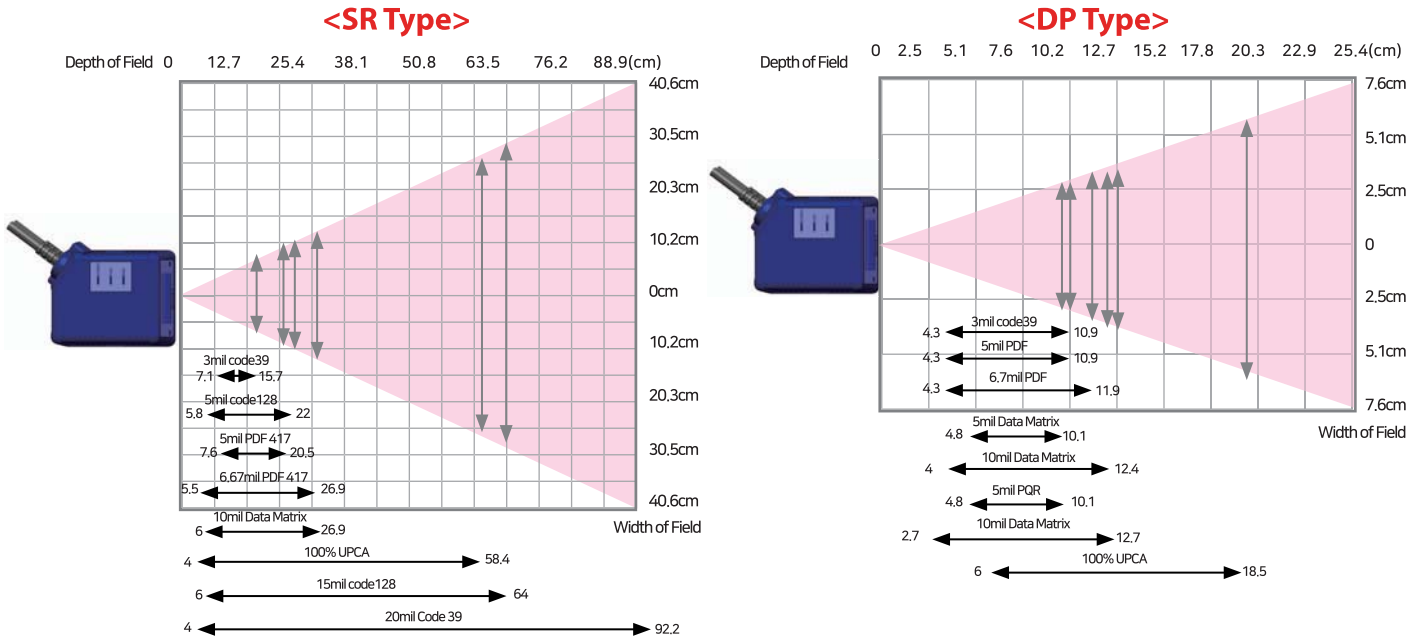 <SR Type>
Depth of Field 0 12.7 25.4 38.1 50.8 63.5 76.2 88.9(cm)
40.6cm
30.5cm
20.3cm
10.2cm
0cm
10.2cm
20.3cm
30.5cm
40.6cm
Width of Field
3mil code39
7.1 15.7
5mil code128
5.8 22
5mil PDF 417
7.6 20.5
6.67mil PDF 417
5.5 26.9
10mil Data Matrix
6 26.9
100% UPCA
4 58.4
15mil code128
6 64
20mil Code 39
4 92.2
<DP Type>
Depth of Field 0 2.5 5.1 7.6 10.2 12.7 15.2 17.8 20.3 22.9 25.4(cm)
7.6cm
5.1cm
2.5cm
0
2.5cm
5.1cm
7.6cm
Width of Field
3mil code39
4.3 10.9
5mil PDF
4.3 10.9
6.7mil PDF
4.3 11.9
5mil Data Matrix
4.8 10.1
10mil Data Matrix
4 12.4
5mil PQR
4.8 10.1
10mil Data Matrix
2.7 12.7
100% UPCA
6 18.5